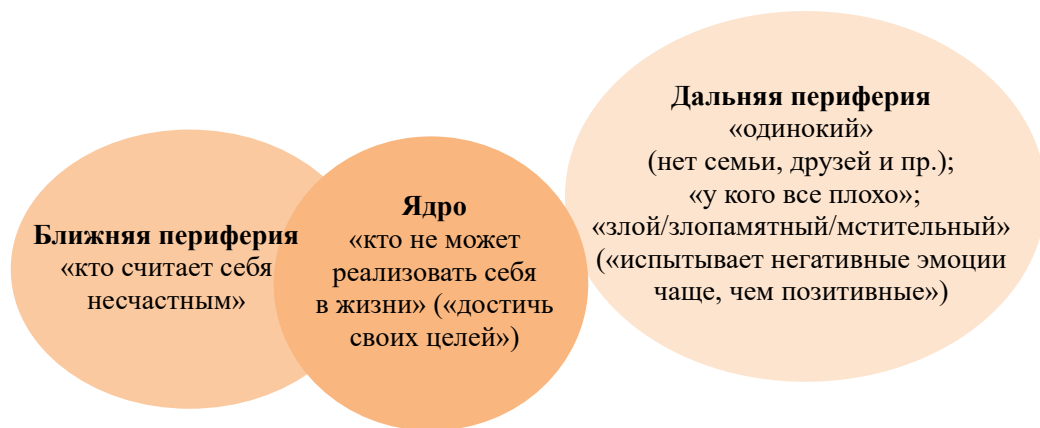 Ближняя периферия
«кто считает себя
несчастным»
Ядро
«кто не может
реализовать себя
в жизни» («достичь
своих целей»)
Дальняя периферия
«одинокий»
(нет семьи, друзей и пр.);
«у кого все плохо»;
«злой/злопамятный/мстительный»
(«испытывает негативные эмоции
чаще, чем позитивные»)